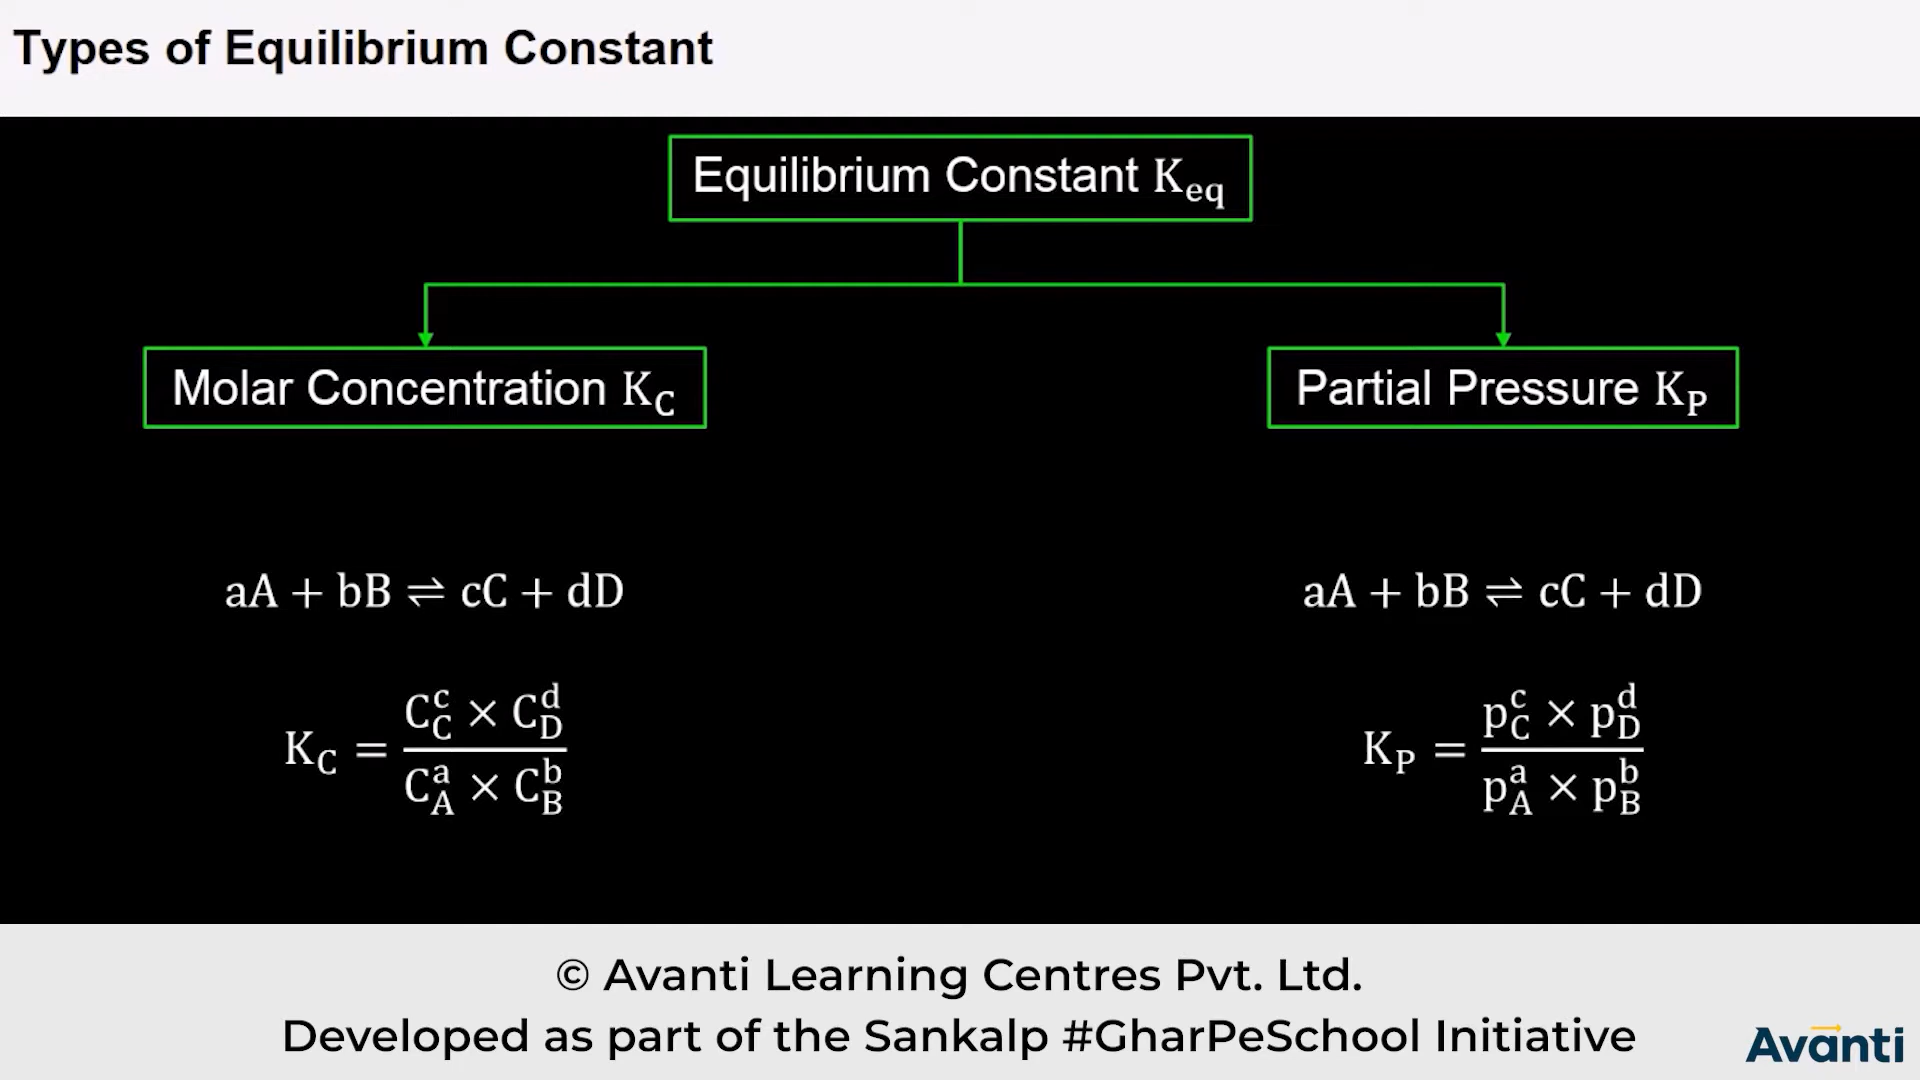 Types of Equilibrium Constant
Equilibrium Constant K_eq
Molar Concentration K_C
Partial Pressure K_P
aA + bB ⇌ cC + dD
aA + bB ⇌ cC + dD
K_C = (C_C^c × C_D^d) / (C_A^a × C_B^b)
K_P = (p_C^c × p_D^d) / (p_A^a × p_B^b)
© Avanti Learning Centres Pvt. Ltd.
Developed as part of the Sankalp #GharPeSchool Initiative
Avanti